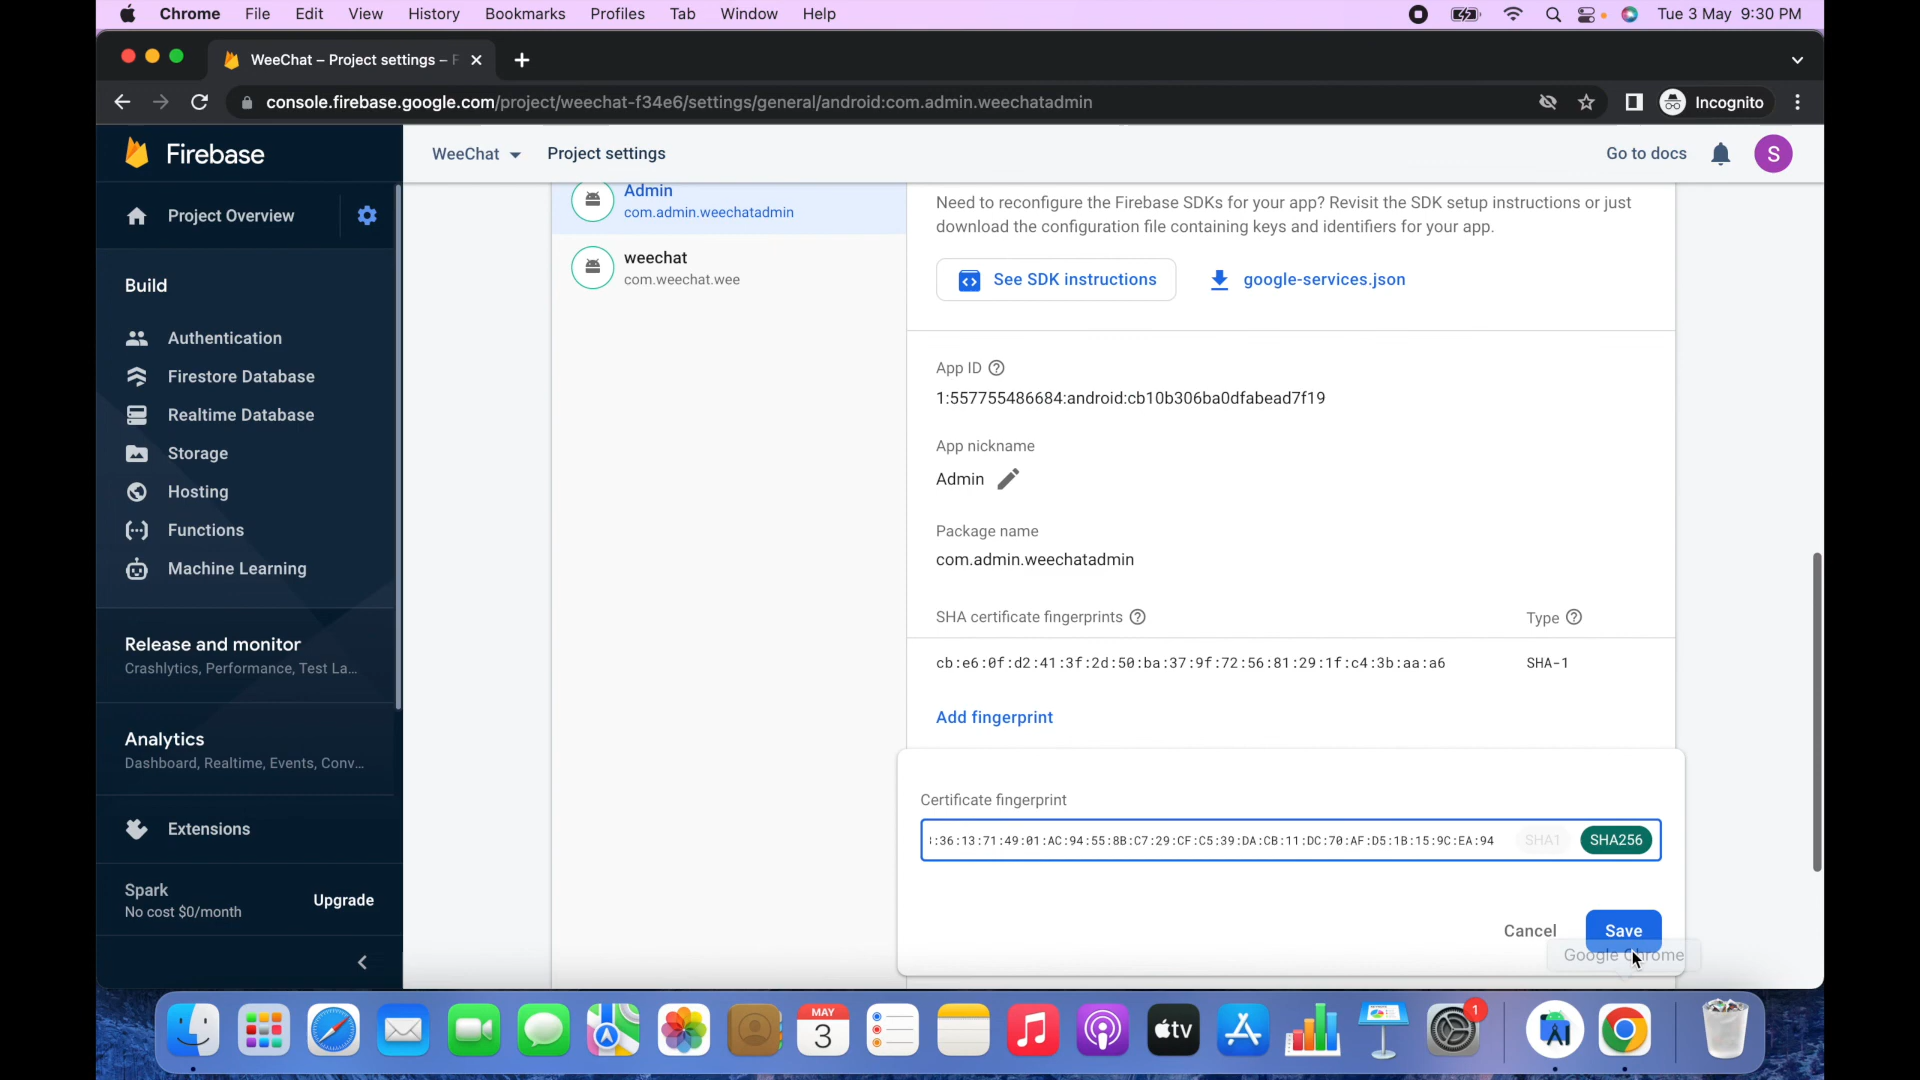 Chrome File Edit View History Bookmarks Profiles Tab Window Help Tue 3 May 9:30 PM
WeeChat – Project settings –
console.firebase.google.com/project/weechat-f34e6/settings/general/android:com.admin.weechatadmin Incognito
Firebase
WeeChat Project settings Go to docs S
Project Overview
Build
Authentication
Firestore Database
Realtime Database
Storage
Hosting
Functions
Machine Learning
Release and monitor
Crashlytics, Performance, Test La...
Analytics
Dashboard, Realtime, Events, Conv...
Extensions
Spark
No cost $0/month
Upgrade
Admin
com.admin.weechatadmin
weechat
com.weechat.wee
Need to reconfigure the Firebase SDKs for your app? Revisit the SDK setup instructions or just
download the configuration file containing keys and identifiers for your app.
See SDK instructions google-services.json
App ID
1:557755486684:android:cb10b306ba0dfabead7f19
App nickname
Admin
Package name
com.admin.weechatadmin
SHA certificate fingerprints Type
cb:e6:0f:d2:41:3f:2d:50:ba:37:9f:72:56:81:29:1f:c4:3b:aa:a6 SHA-1
Add fingerprint
Certificate fingerprint
:36:13:71:49:01:AC:94:55:8B:C7:29:CF:C5:39:DA:CB:11:DC:70:AF:D5:1B:15:9C:EA:94 SHA1 SHA256
Cancel Save
Google Chrome
MAY
3
tv
1